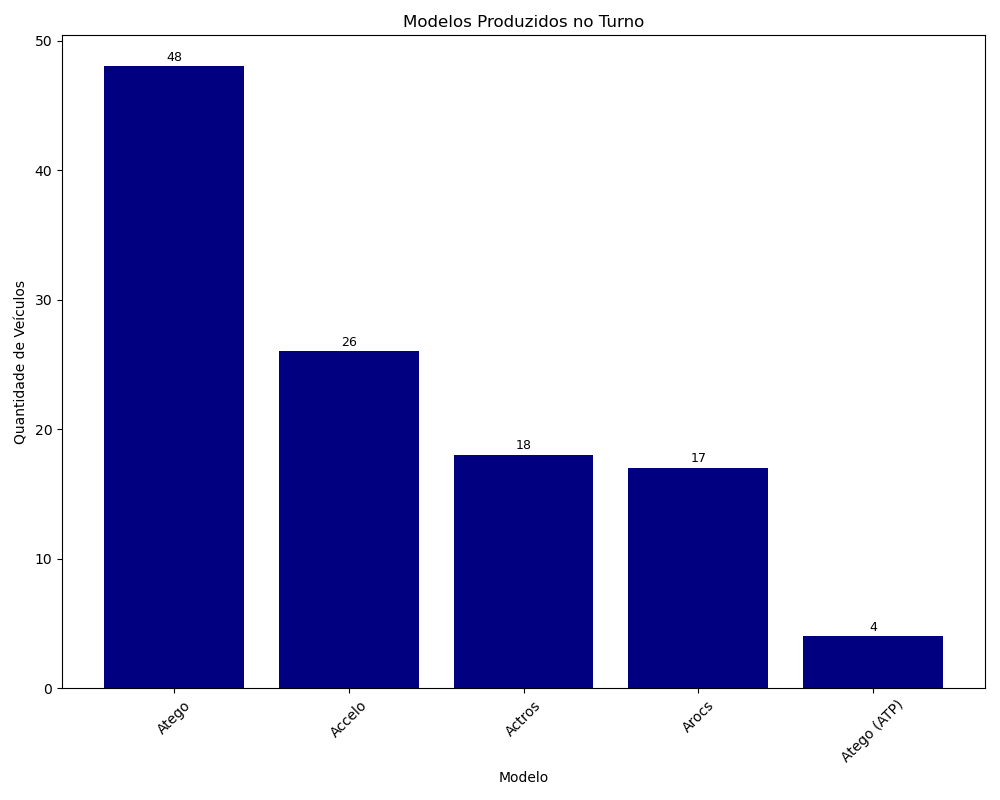 Modelos Produzidos no Turno
50
40
30
20
10
0
Quantidade de Veículos
48
26
18
17
4
Atego
Accelo
Actros
Arocs
Atego (ATP)
Modelo